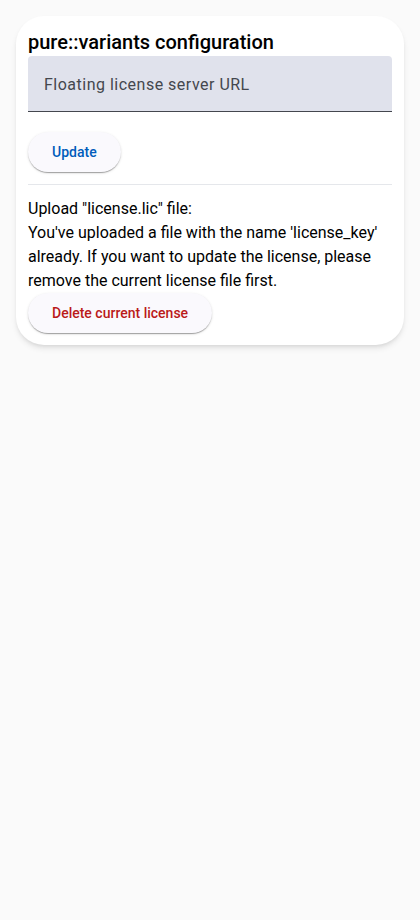 pure::variants configuration
Floating license server URL
Update
Upload "license.lic" file:
You've uploaded a file with the name 'license_key'
already. If you want to update the license, please
remove the current license file first.
Delete current license